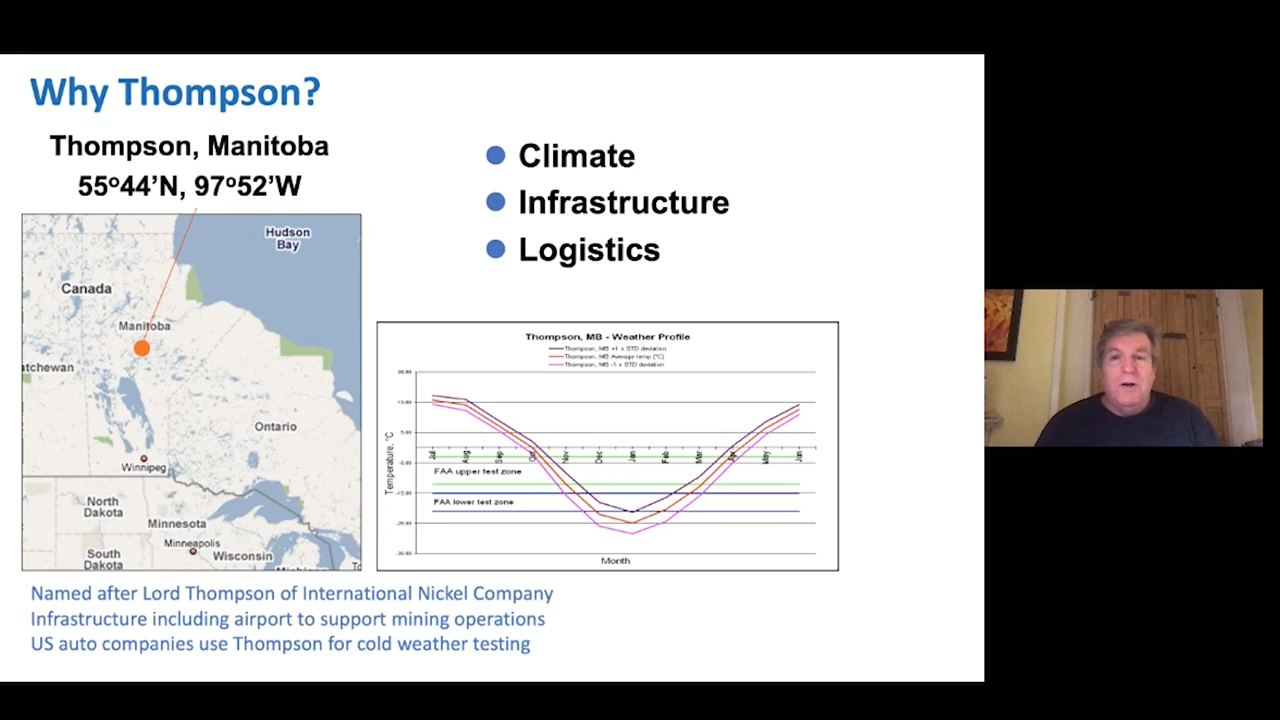 Why Thompson?
Thompson, Manitoba
55º44’N, 97º52’W
Climate
Infrastructure
Logistics
Hudson
Bay
Canada
Manitoba
atchewan
Ontario
Winnipeg
North
Dakota
Minnesota
Minneapolis
South
Dakota
Wisconsin
Thompson, MB - Weather Profile
Thompson, MB +1 x STD deviation
Thompson, MB Average temp (°C)
Thompson, MB -1 x STD deviation
Temperature, °C
Jul Aug Sep Oct Nov Dec Jan Feb Mar Apr May Jun
FAA upper test zone
FAA lower test zone
Month
Named after Lord Thompson of International Nickel Company
Infrastructure including airport to support mining operations
US auto companies use Thompson for cold weather testing